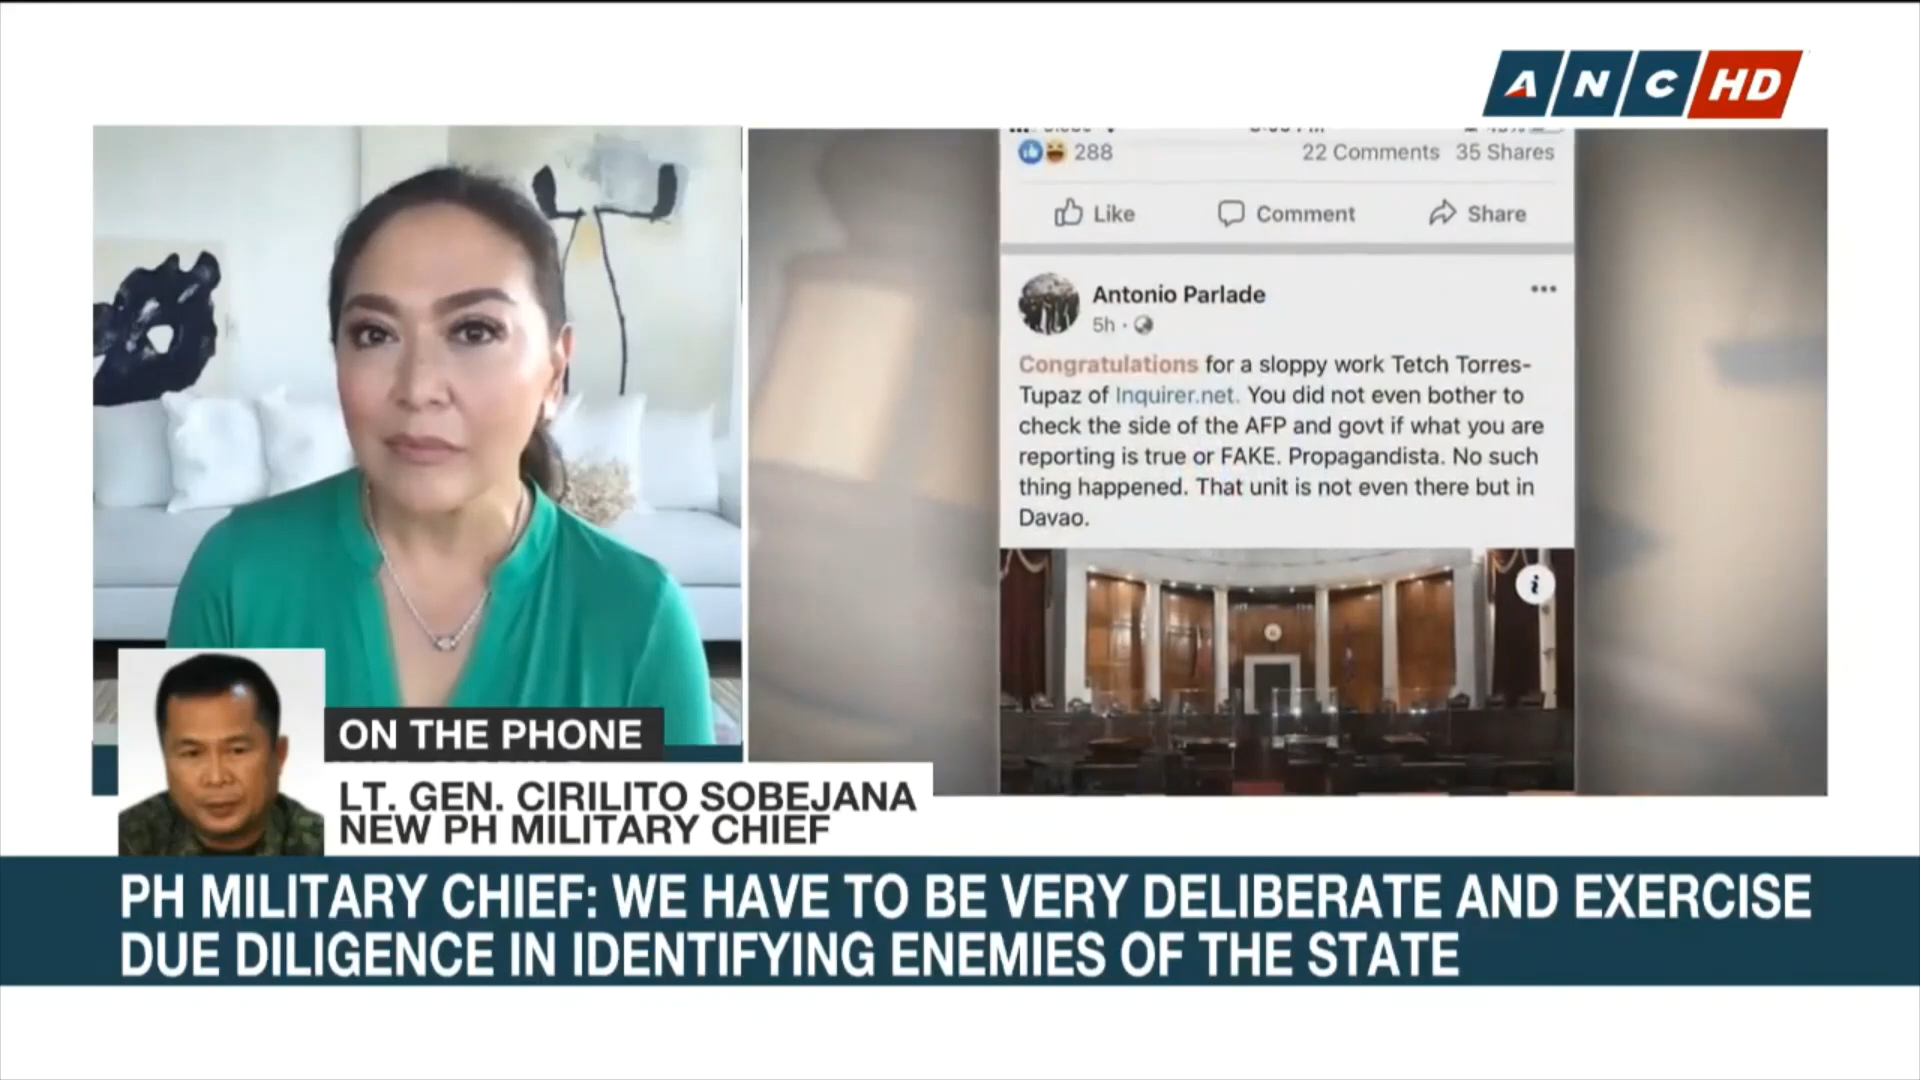 ANC HD
288
22 Comments 35 Shares
Like Comment Share
Antonio Parlade
5h
Congratulations for a sloppy work Tetch Torres-
Tupaz of Inquirer.net. You did not even bother to
check the side of the AFP and govt if what you are
reporting is true or FAKE. Propagandista. No such
thing happened. That unit is not even there but in
Davao.
ON THE PHONE
LT. GEN. CIRILITO SOBEJANA
NEW PH MILITARY CHIEF
PH MILITARY CHIEF: WE HAVE TO BE VERY DELIBERATE AND EXERCISE
DUE DILIGENCE IN IDENTIFYING ENEMIES OF THE STATE